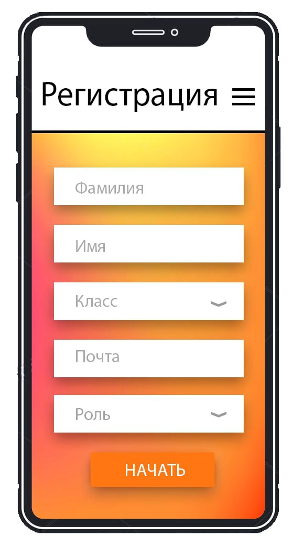 Регистрация
Фамилия
Имя
Класс
Почта
Роль
НАЧАТЬ